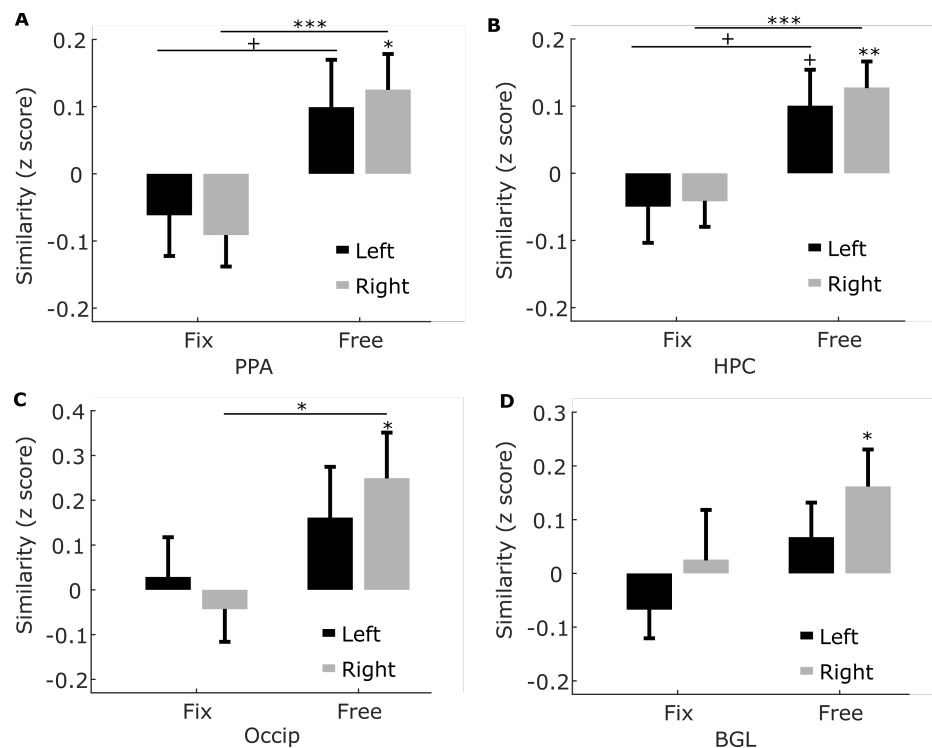 A
***
+
*
0.2
0.1
0
-0.1
-0.2
Similarity (z score)
Left
Right
Fix
Free
PPA
B
***
+
+
**
0.2
0.1
0
-0.1
-0.2
Similarity (z score)
Left
Right
Fix
Free
HPC
C
*
*
0.4
0.3
0.2
0.1
0
-0.1
-0.2
Similarity (z score)
Left
Right
Fix
Free
Occip
D
*
0.3
0.2
0.1
0
-0.1
-0.2
Similarity (z score)
Left
Right
Fix
Free
BGL